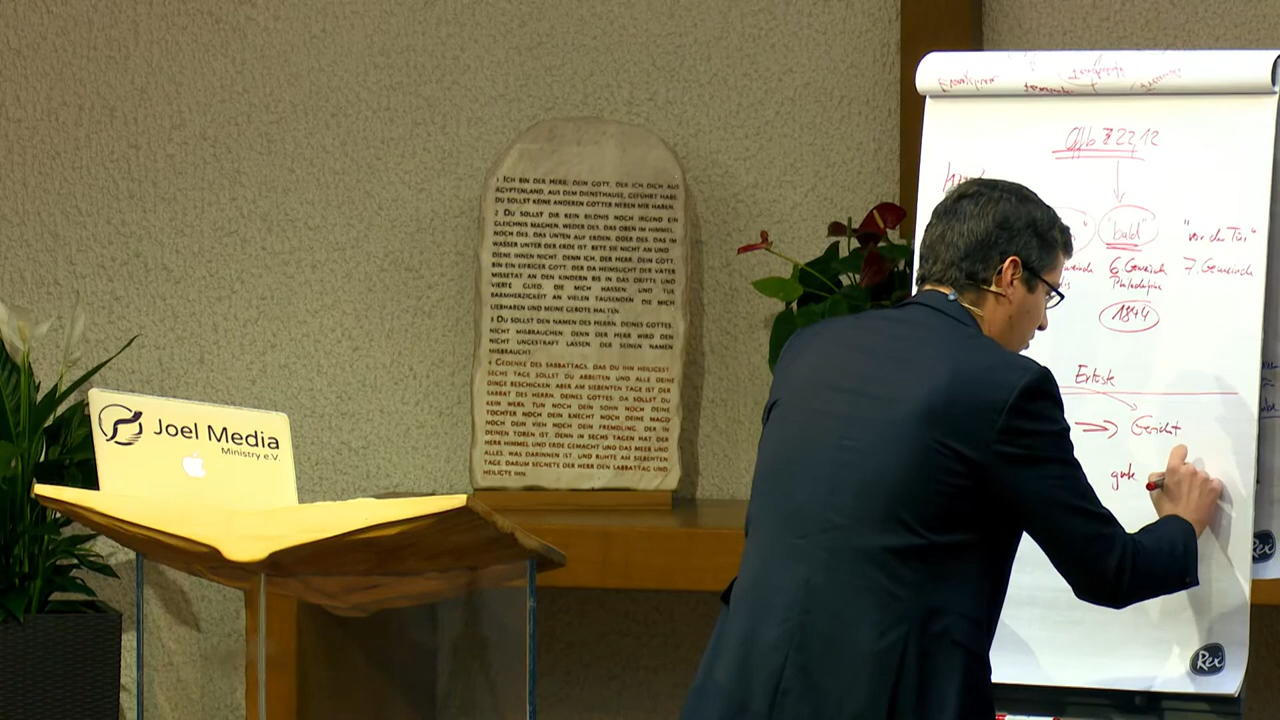 Joel Media
Ministry e.V.
1 ICH BIN DER HERR, DEIN GOTT, DER ICH DICH AUS
ÄGYPTENLAND, AUS DEM DIENSTHAUSE, GEFÜHRT HABE.
DU SOLLST KEINE ANDEREN GÖTTER NEBEN MIR HABEN.
2 DU SOLLST DIR KEIN BILDNIS NOCH IRGEND EIN
GLEICHNIS MACHEN, WEDER DES, DAS OBEN IM HIMMEL,
NOCH DES, DAS UNTEN AUF ERDEN, ODER DES, DAS IM
WASSER UNTER DER ERDE IST. BETE SIE NICHT AN UND
DIENE IHNEN NICHT. DENN ICH, DER HERR, DEIN GOTT,
BIN EIN EIFRIGER GOTT, DER DA HEIMSUCHT DER VÄTER
MISSETAT AN DEN KINDERN BIS IN DAS DRITTE UND
VIERTE GLIED, DIE MICH HASSEN; UND TUE
BARMHERZIGKEIT AN VIELEN TAUSENDEN DIE MICH
LIEBHABEN UND MEINE GEBOTE HALTEN.
3 DU SOLLST DEN NAMEN DES HERRN, DEINES GOTTES,
NICHT MISBRAUCHEN; DENN DER HERR WIRD DEN
NICHT UNGESTRAFT LASSEN, DER SEINEN NAMEN
MISBRAUCHT.
4 GEDENKE DES SABBATTAGS, DAS DU IHN HEILIGEST.
SECHS TAGE SOLLST DU ARBEITEN UND ALLE DEINE
DINGE BESCHICKEN; ABER AM SIEBENTEN TAGE IST DER
SABBAT DES HERRN, DEINES GOTTES; DA SOLLST DU
KEIN WERK TUN NOCH DEIN SOHN NOCH DEINE
TOCHTER NOCH DEIN KNECHT NOCH DEINE MAGD
NOCH DEIN VIEH NOCH DEIN FREMDLING, DER IN
DEINEN TOREN IST. DENN IN SECHS TAGEN HAT DER
HERR HIMMEL UND ERDE GEMACHT UND DAS MEER UND
ALLES, WAS DARINNEN IST, UND RUHTE AM SIEBENTEN
TAGE. DARUM SEGNETE DER HERR DEN SABBATTAG UND
HEILIGTE IHN.
Offb 22,12
"bald"
"vor der Tür"
6. Gemeinde
7. Gemeinde
Philadelphia
1844
Gericht
gute
Rex